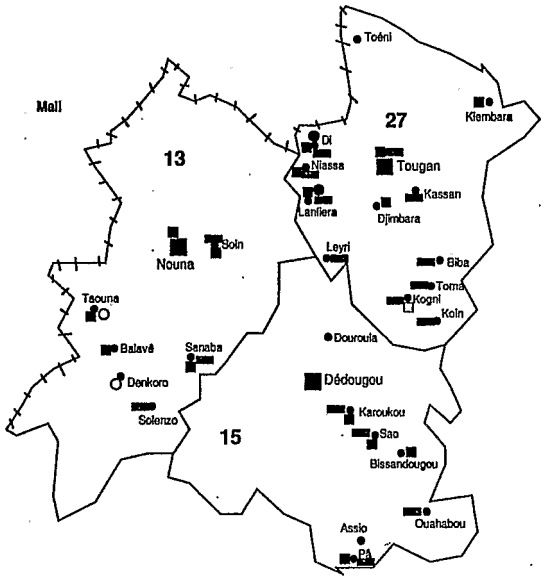 Toéni
Mali
Kiembara
27
Di
13
Niassa
Tougan
Kassan
Lanfiera
Djimbara
Soin
Leyri
Nouna
Biba
Toma
Taouna
Kogni
Koin
Douroula
Balavé
Sanaba
Denkoro
Dédougou
Solenzo
Karoukou
15
Sao
Bissandougou
Ouahabou
Assio
Pâ